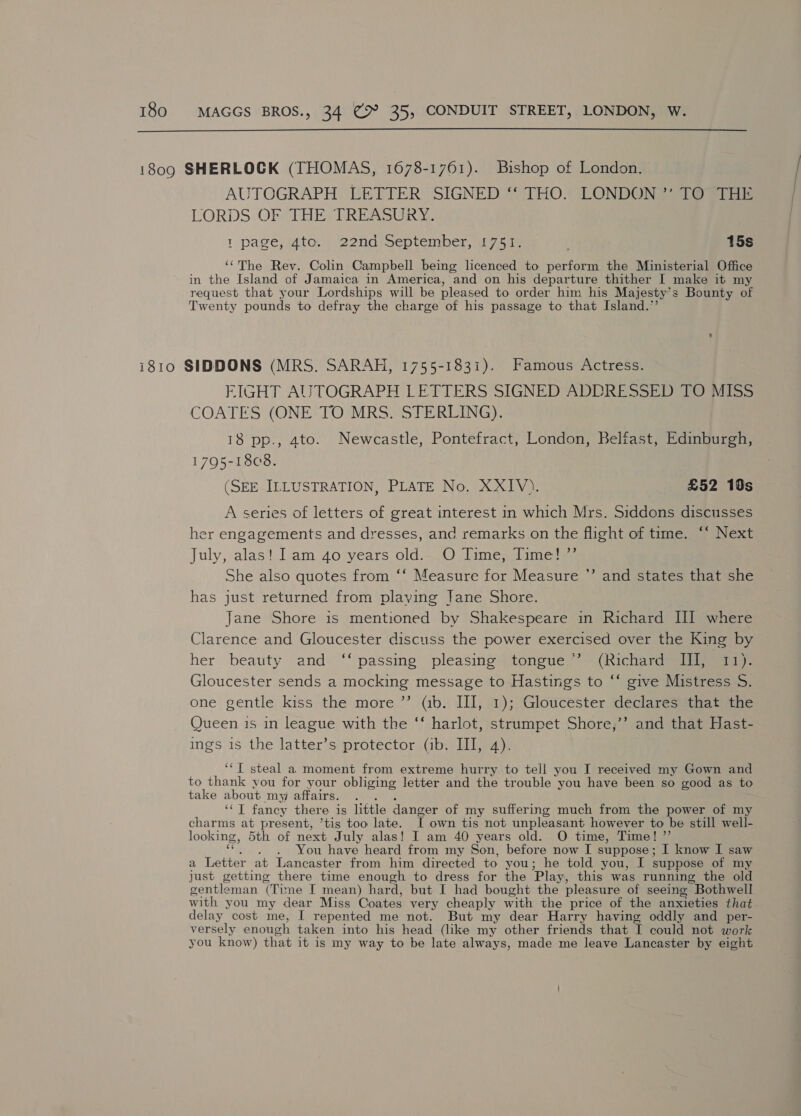 180 MAGGS BROS., 34 & 35, CONDUIT STREET, LONDON, W.
1809 SHERLOCK (THOMAS, 1678-1761). Bishop of London.
AUTOGRAPH LETTER SIGNED “ THO. LONDON ” TO THE
LORDS OF THE TREASURY.
1 page, 4to. 22nd September, 1751. 15s
“The Rev. Colin Campbell being licenced to perform the Ministerial Office
in the Island of Jamaica in America, and on his departure thither I make it my
request that your Lordships will be pleased to order him his Majesty’s Bounty of
Twenty pounds to defray the charge of his passage to that Island.”
1810 SIDDONS (MRS. SARAH, 1755-1831). Famous Actress.
EIGHT AUTOGRAPH LETTERS SIGNED ADDRESSED TO MISS
COATES (ONE TO MRS. STERLING).
18 pp., 4to. Newcastle, Pontefract, London, Belfast, Edinburgh,
1795-1808.
(SEE ILLUSTRATION, PLATE No. XXIV). £52 10s
A series of letters of great interest in which Mrs. Siddons discusses
her engagements and dresses, and remarks on the flight of time. “ Next
July, alas! I am 40 years old. O Time, Time! ”
She also quotes from “ Measure for Measure ” and states that she
has just returned from playing Jane Shore.
Jane Shore is mentioned by Shakespeare in Richard III where
Clarence and Gloucester discuss the power exercised over the King by
her beauty and “ passing pleasing tongue ” (Richard III, 11).
Gloucester sends a mocking message to Hastings to “ give Mistress S.
one gentle kiss the more ” (ib. III, 1); Gloucester declares that the
Queen is in league with the “ harlot, strumpet Shore,” and that Hast-
ings is the latter’s protector (ib. III, 4).
“I steal a moment from extreme hurry to tell you I received my Gown and
to thank you for your obliging letter and the trouble you have been so good as to
take about my affairs. . . .
“I fancy there is little danger of my suffering much from the power of my
charms at present, ’tis too late. I own tis not unpleasant however to be still well-
looking, 5th of next July alas! I am 40 years old. O time, Time! ”
“. . . You have heard from my Son, before now I suppose; I know I saw
a Letter at Lancaster from him directed to you; he told you, I suppose of my
just getting there time enough to dress for the Play, this was running the old
gentleman (Time I mean) hard, but I had bought the pleasure of seeing Bothwell
with you my dear Miss Coates very cheaply with the price of the anxieties that
delay cost me, I repented me not. But my dear Harry having oddly and per-
versely enough taken into his head (like my other friends that I could not work
you know) that it is my way to be late always, made me leave Lancaster by eight